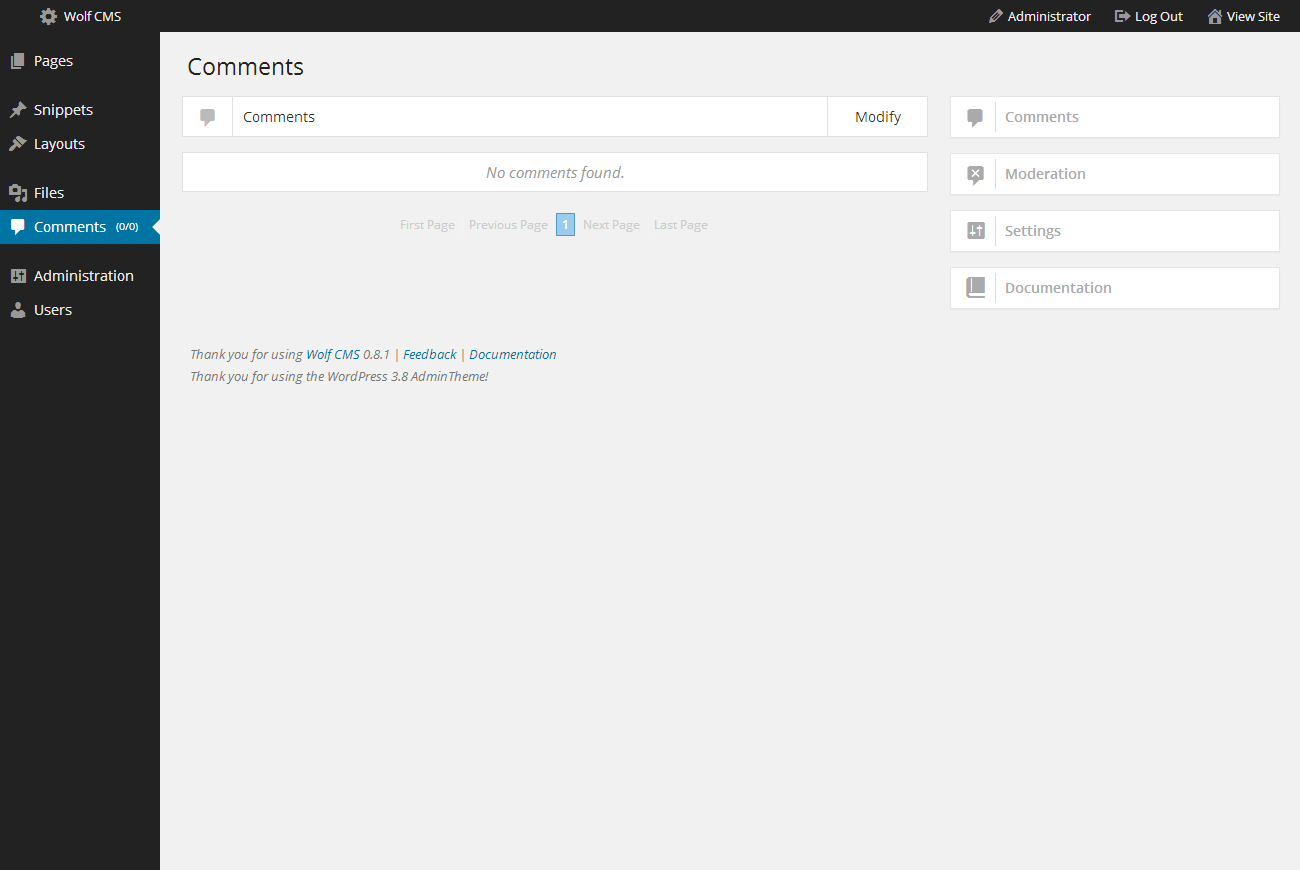 Wolf CMS
Administrator Log Out View Site
Pages
Snippets
Layouts
Files
Comments (0/0)
Administration
Users
Comments
Comments Modify
No comments found.
First Page Previous Page 1 Next Page Last Page
Comments
Moderation
Settings
Documentation
Thank you for using Wolf CMS 0.8.1 | Feedback | Documentation
Thank you for using the WordPress 3.8 AdminTheme!